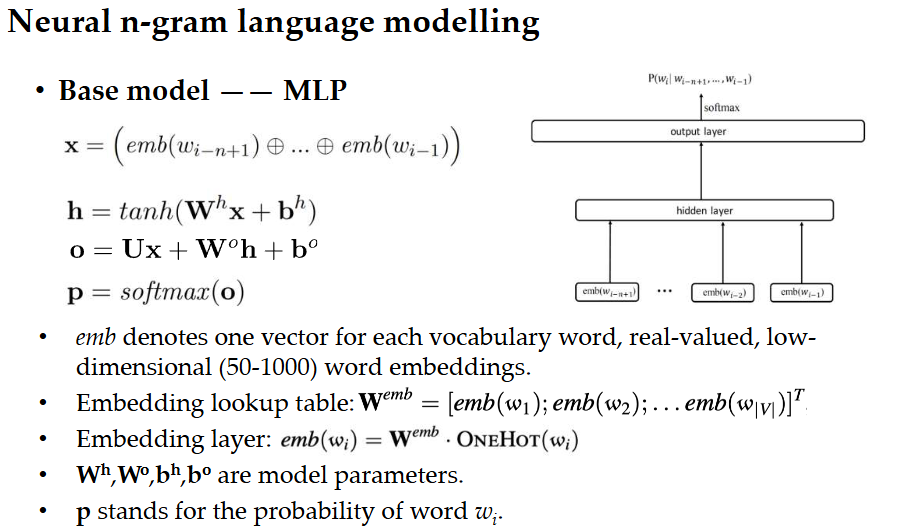 Neural n-gram language modelling
• Base model —— MLP
x = (emb(w_{i−n+1}) ⊕ ... ⊕ emb(w_{i−1}))
h = tanh(W^h x + b^h)
o = Ux + W^o h + b^o
p = softmax(o)
P(w_i| w_{i−n+1},...,w_{i−1})
softmax
output layer
hidden layer
emb(w_{i−n+1}) ... emb(w_{i−2}) emb(w_{i−1})
• emb denotes one vector for each vocabulary word, real-valued, low-
dimensional (50-1000) word embeddings.
• Embedding lookup table: W^{emb} = [emb(w_1); emb(w_2); ... emb(w_{|V|})]^T
• Embedding layer: emb(w_i) = W^{emb} · ONEHOT(w_i)
• W^h,W^o,b^h,b^o are model parameters.
• p stands for the probability of word w_i.